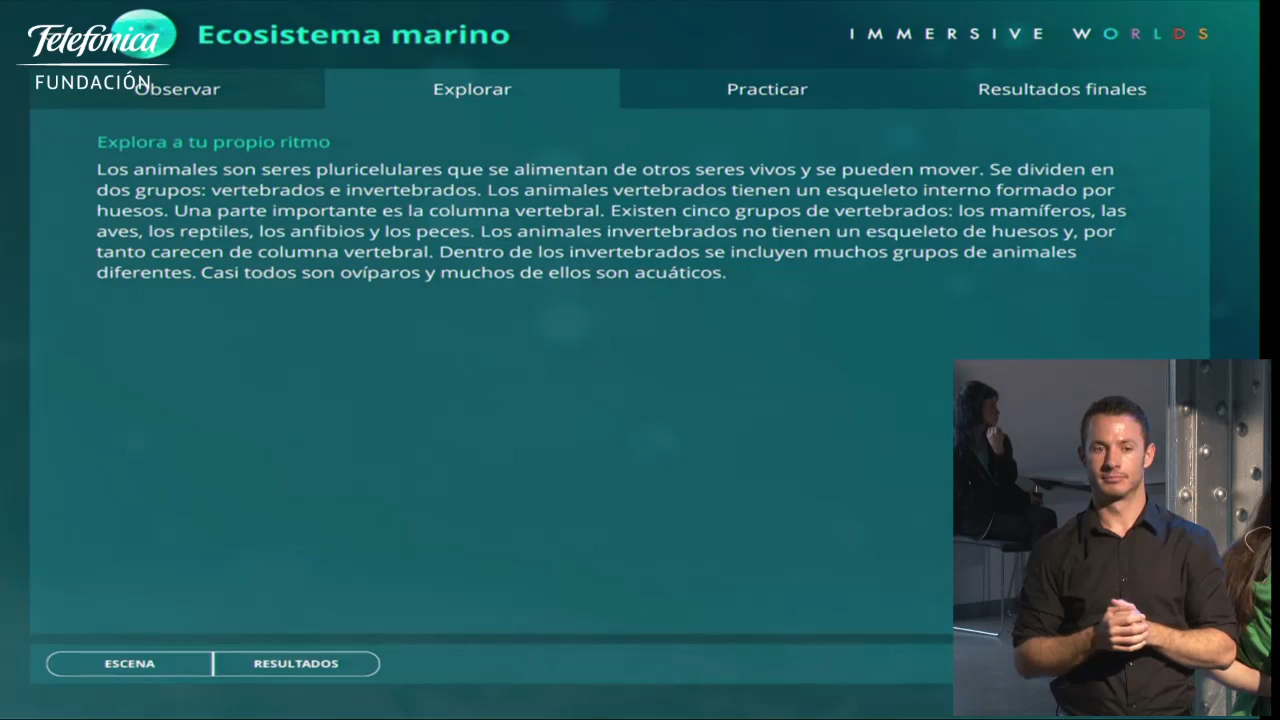 Telefónica
FUNDACIÓN
Ecosistema marino
IMMERSIVE WORLDS
Observar
Explorar
Practicar
Resultados finales
Explora a tu propio ritmo
Los animales son seres pluricelulares que se alimentan de otros seres vivos y se pueden mover. Se dividen en
dos grupos: vertebrados e invertebrados. Los animales vertebrados tienen un esqueleto interno formado por
huesos. Una parte importante es la columna vertebral. Existen cinco grupos de vertebrados: los mamíferos, las
aves, los reptiles, los anfibios y los peces. Los animales invertebrados no tienen un esqueleto de huesos y, por
tanto carecen de columna vertebral. Dentro de los invertebrados se incluyen muchos grupos de animales
diferentes. Casi todos son ovíparos y muchos de ellos son acuáticos.
ESCENA
RESULTADOS